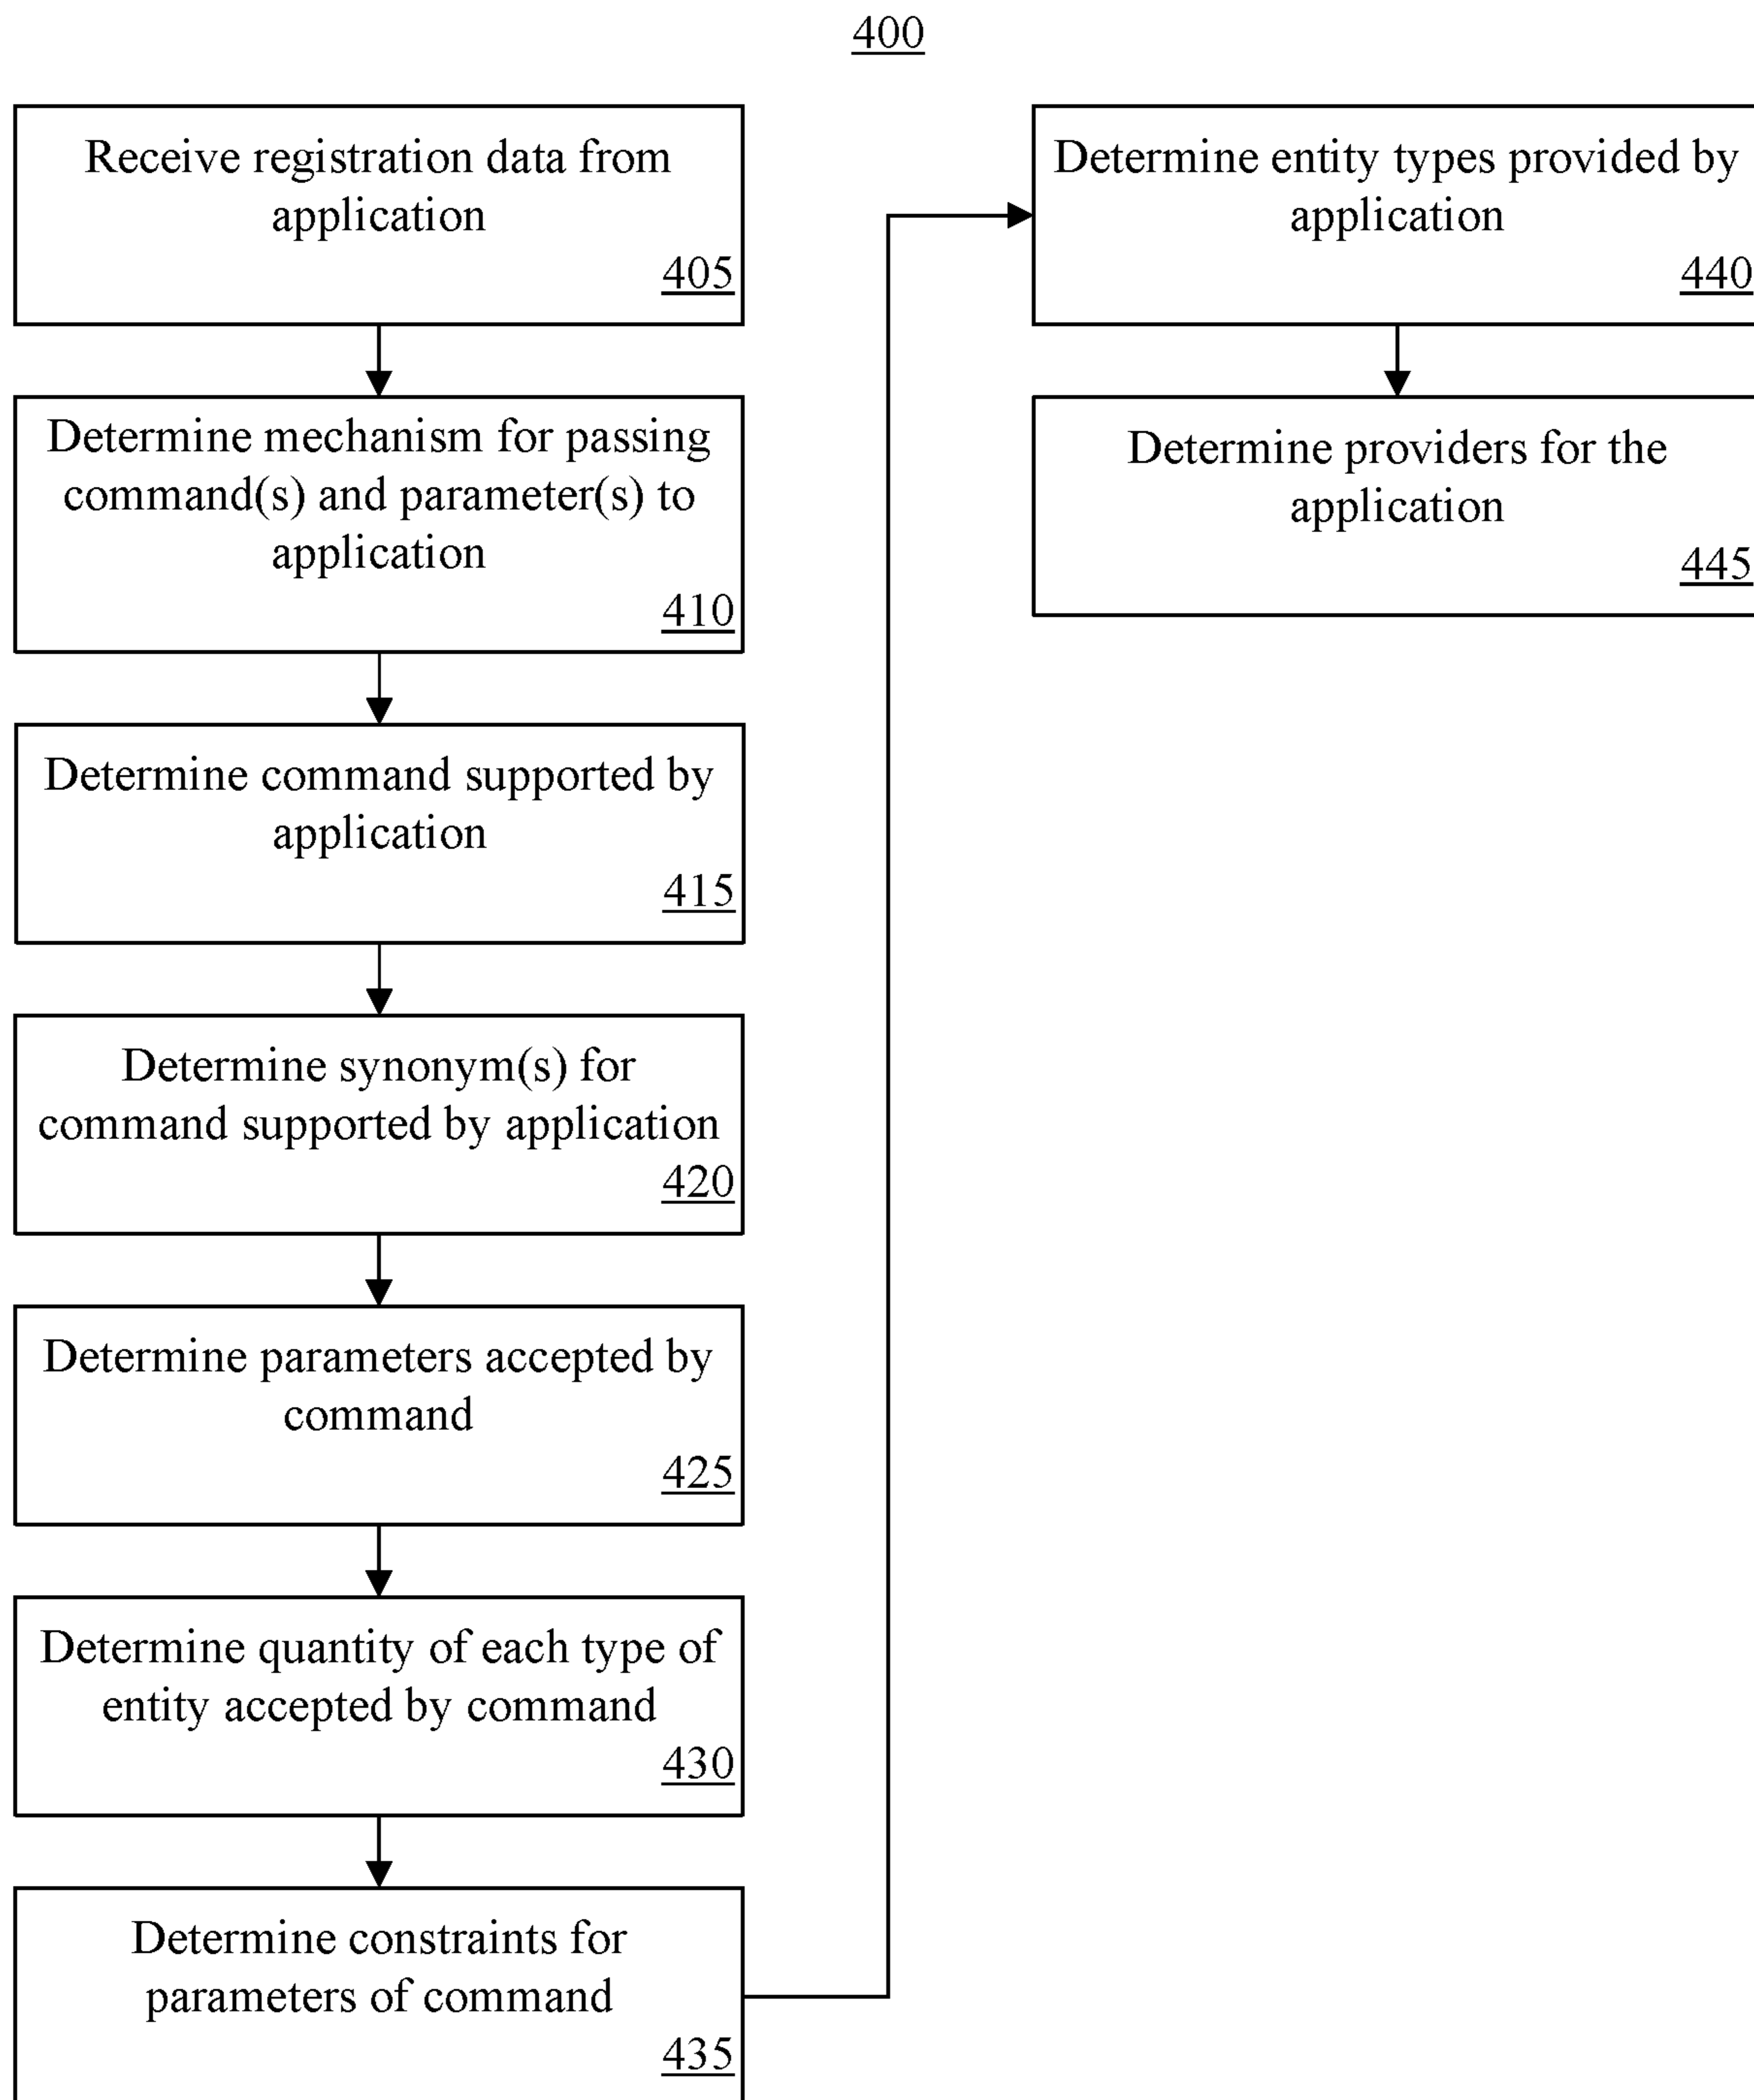 400
Receive registration data from
application
405
Determine mechanism for passing
command(s) and parameter(s) to
application
410
Determine command supported by
application
415
Determine synonym(s) for
command supported by application
420
Determine parameters accepted by
command
425
Determine quantity of each type of
entity accepted by command
430
Determine constraints for
parameters of command
435
Determine entity types provided by
application
440
Determine providers for the
application
445